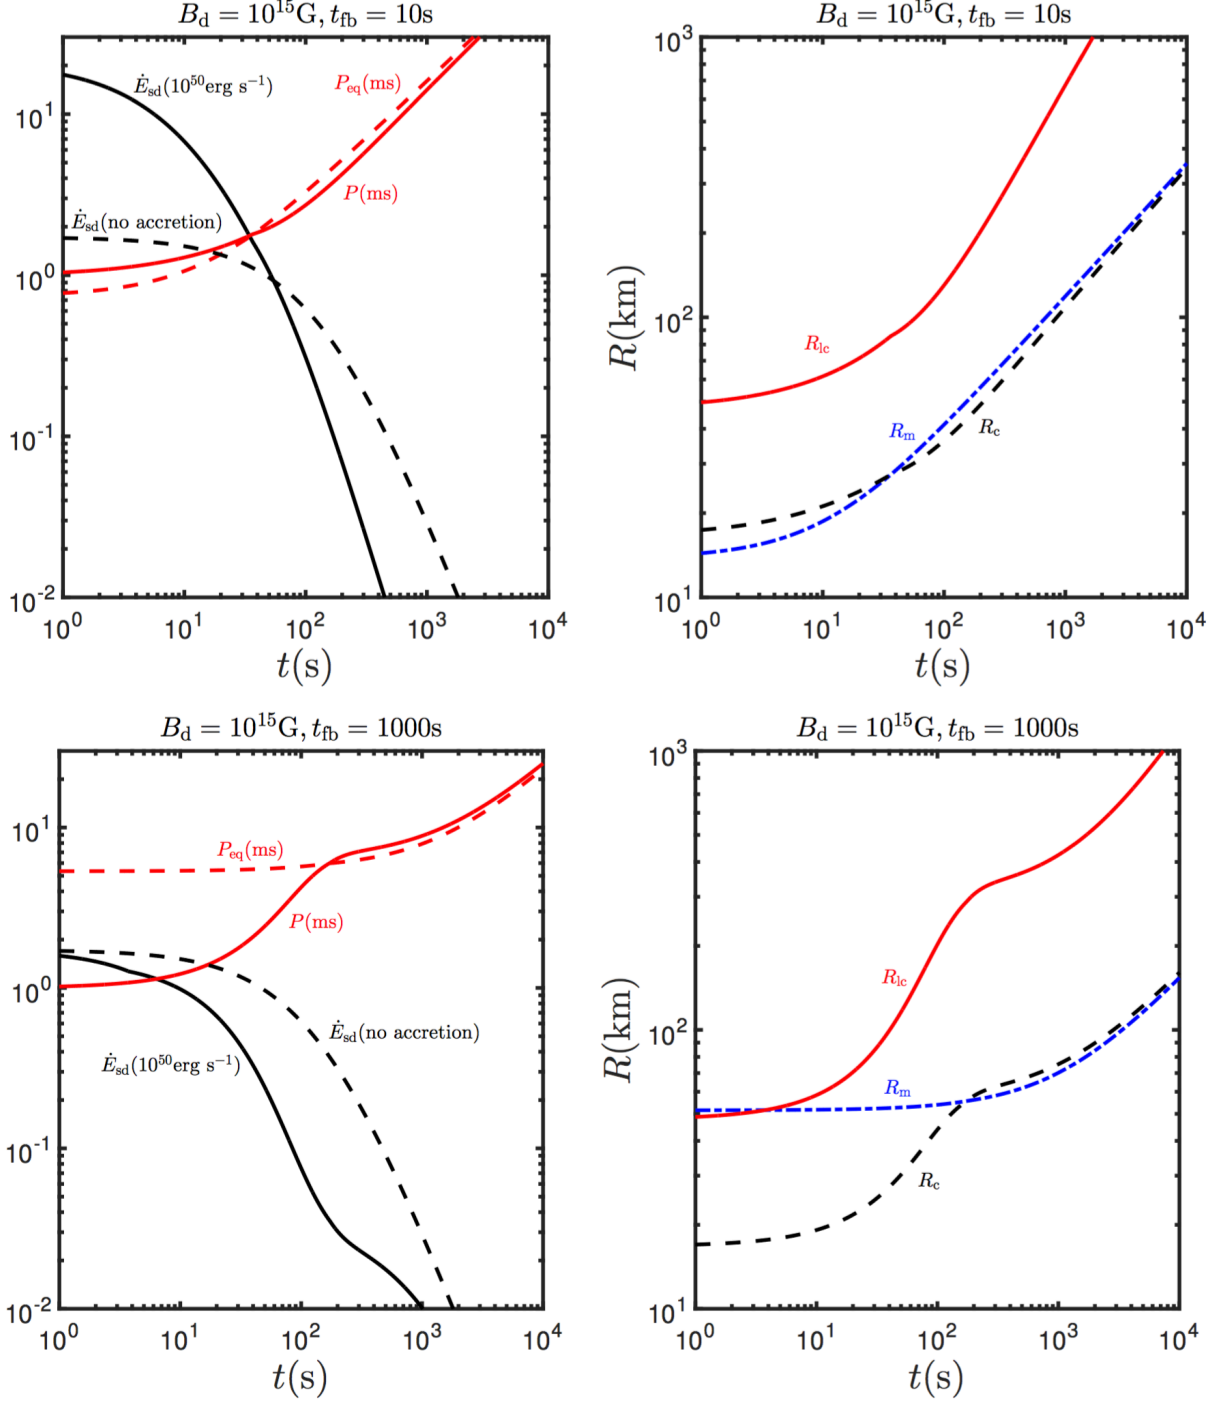 B_d = 10^15 G, t_fb = 10s
Ė_sd(10^50 erg s^−1)
P_eq(ms)
P(ms)
Ė_sd(no accretion)
10^1
10^0
10^-1
10^-2
10^0 10^1 10^2 10^3 10^4
t(s)
B_d = 10^15 G, t_fb = 10s
10^3
10^2
10^1
R(km)
R_lc
R_m
R_c
10^0 10^1 10^2 10^3 10^4
t(s)
B_d = 10^15 G, t_fb = 1000s
10^1
10^0
10^-1
10^-2
P_eq(ms)
P(ms)
Ė_sd(no accretion)
Ė_sd(10^50 erg s^−1)
10^0 10^1 10^2 10^3 10^4
t(s)
B_d = 10^15 G, t_fb = 1000s
10^3
10^2
10^1
R(km)
R_lc
R_m
R_c
10^0 10^1 10^2 10^3 10^4
t(s)